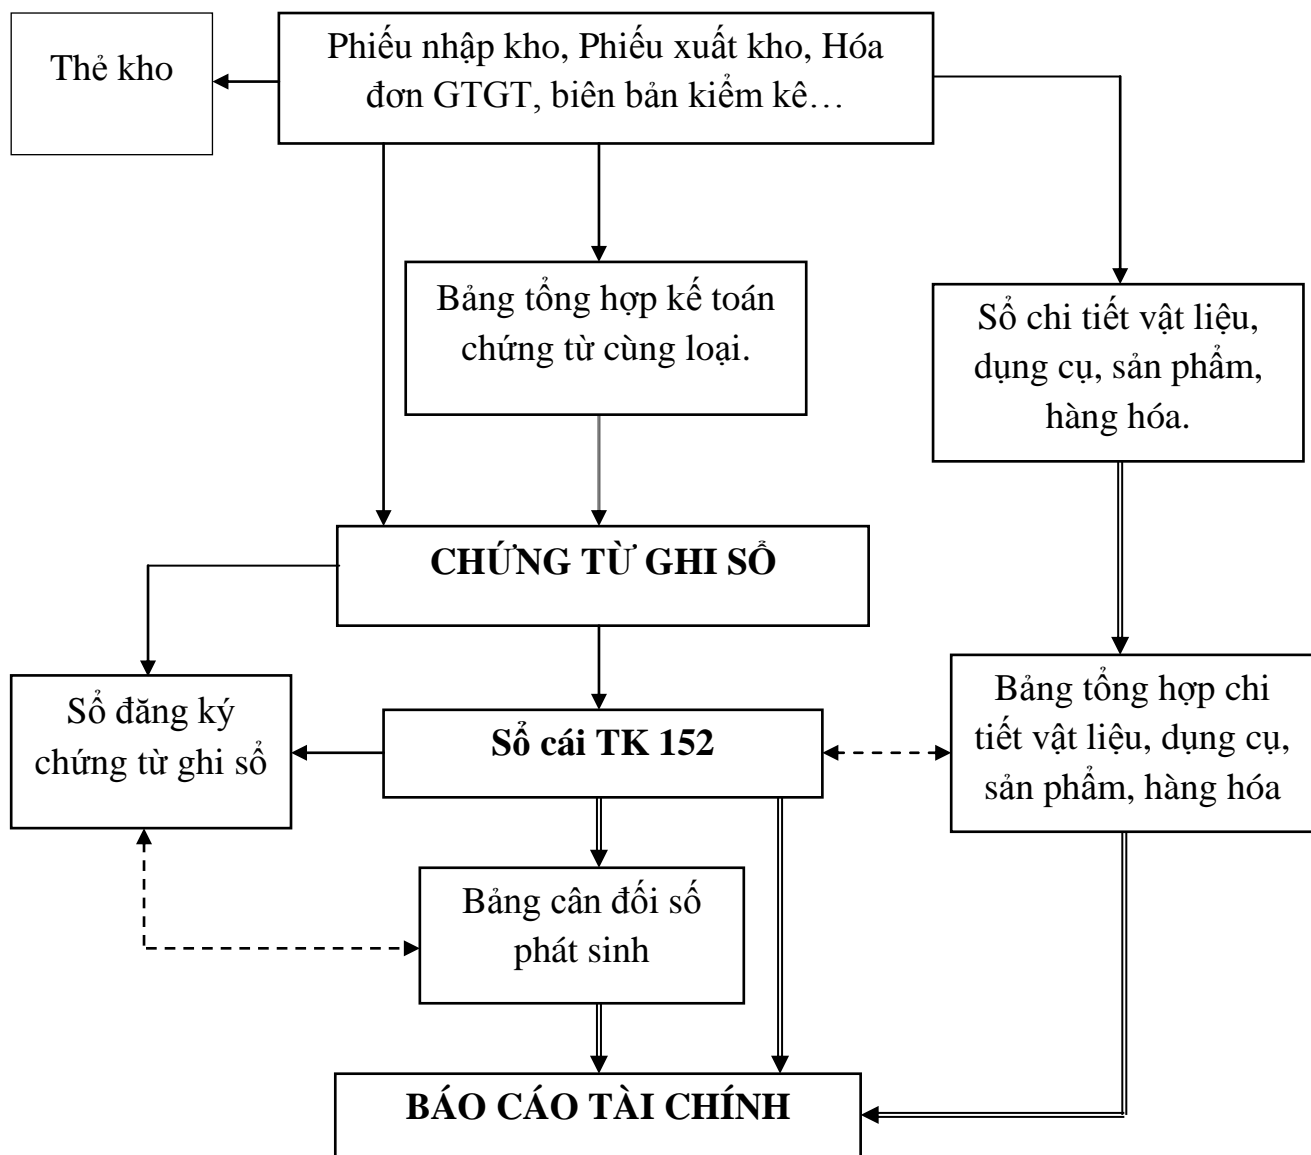 Thẻ kho
Phiếu nhập kho, Phiếu xuất kho, Hóa
đơn GTGT, biên bản kiểm kê…
Bảng tổng hợp kế toán
chứng từ cùng loại.
Sổ chi tiết vật liệu,
dụng cụ, sản phẩm,
hàng hóa.
CHỨNG TỪ GHI SỔ
Sổ đăng ký
chứng từ ghi sổ
Sổ cái TK 152
Bảng tổng hợp chi
tiết vật liệu, dụng cụ,
sản phẩm, hàng hóa
Bảng cân đối số
phát sinh
BÁO CÁO TÀI CHÍNH